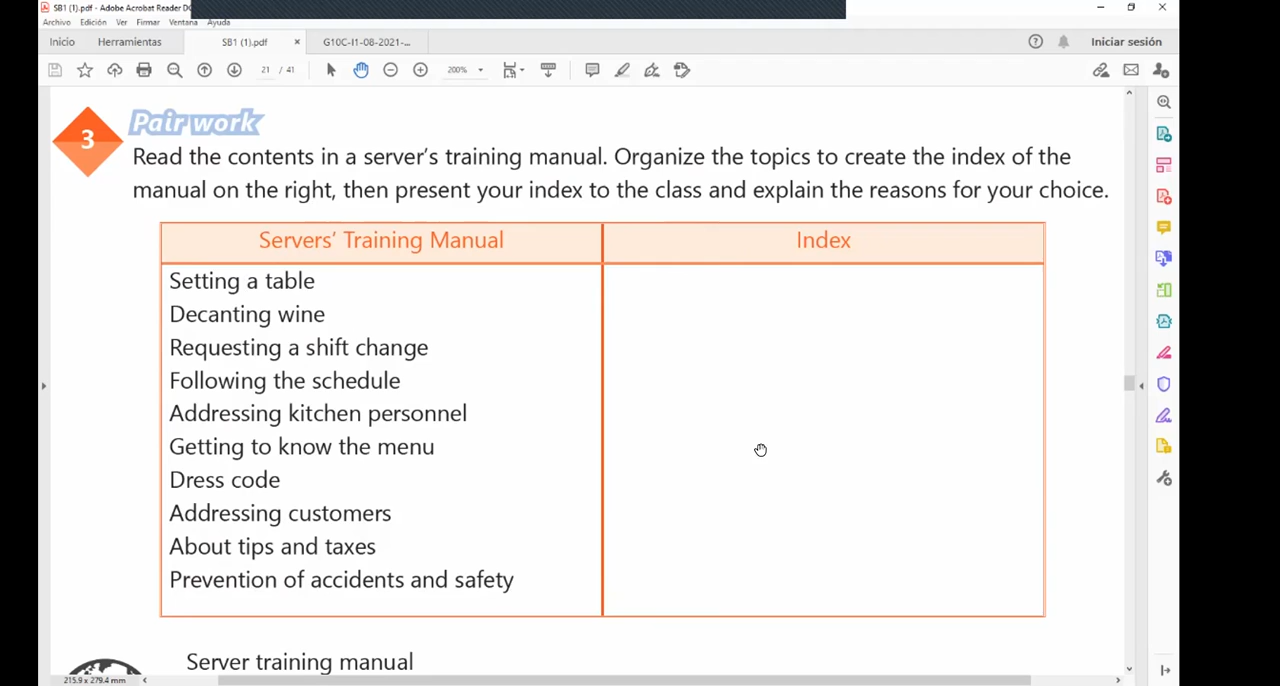 SB1 (1).pdf - Adobe Acrobat Reader DC
Archivo Edición Ver Firmar Ventana Ayuda
Inicio Herramientas SB1 (1).pdf × G10C-I1-08-2021-... Iniciar sesión
21 / 41 200%
3
Pair work
Read the contents in a server's training manual. Organize the topics to create the index of the
manual on the right, then present your index to the class and explain the reasons for your choice.
Servers' Training Manual Index
Setting a table
Decanting wine
Requesting a shift change
Following the schedule
Addressing kitchen personnel
Getting to know the menu
Dress code
Addressing customers
About tips and taxes
Prevention of accidents and safety
Server training manual
215.9 x 279.4 mm